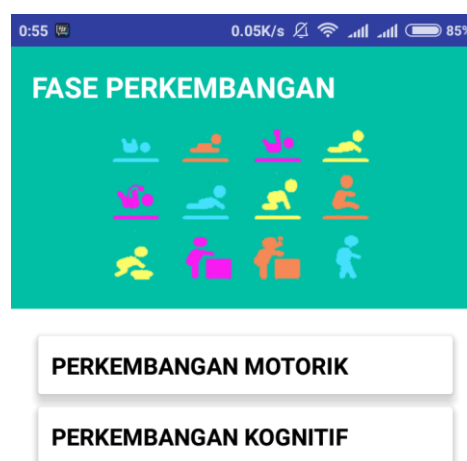 0:55 0.05K/s 85%
FASE PERKEMBANGAN
PERKEMBANGAN MOTORIK
PERKEMBANGAN KOGNITIF